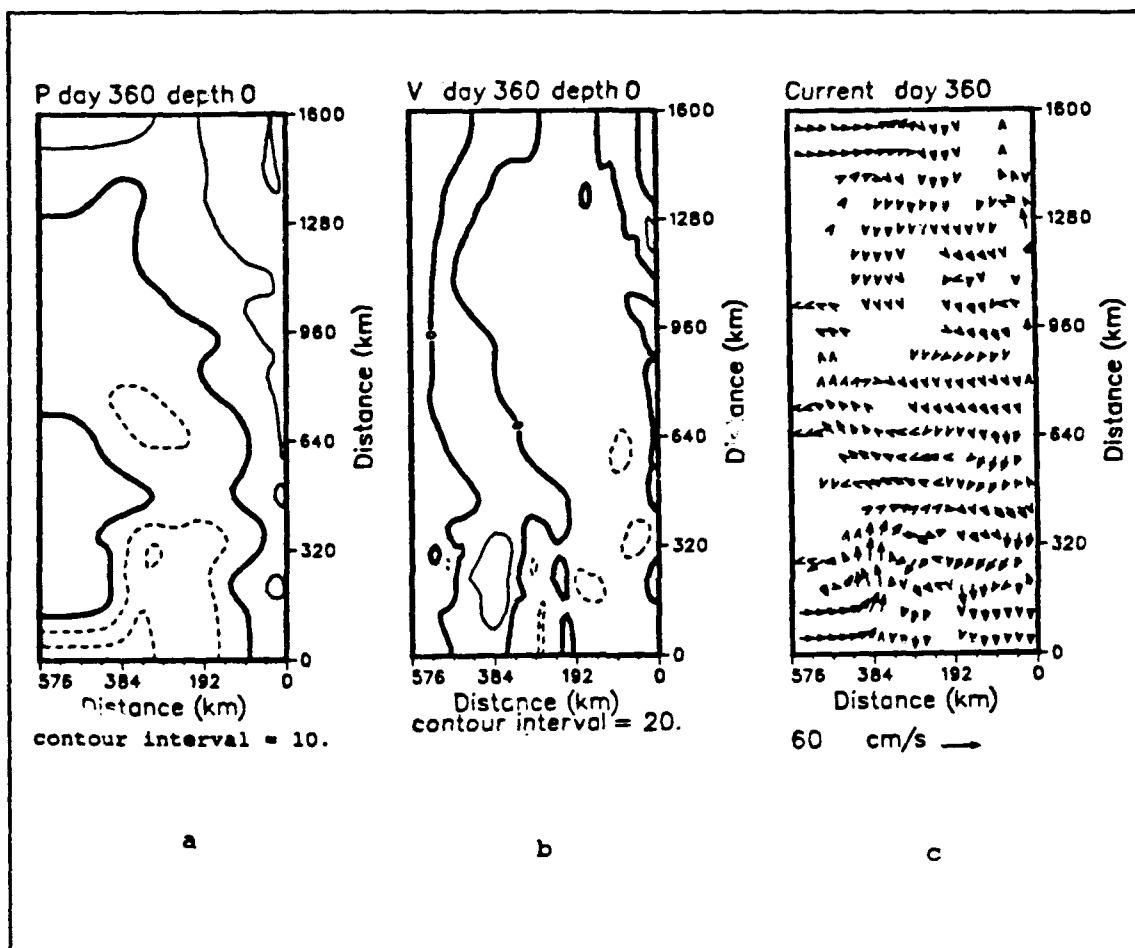 P day 360 depth 0
1600
1280
960
640
320
0
576 384 192 0
Distance (km)
Distance (km)
contour interval = 10.
a
V day 360 depth 0
1600
1280
960
640
320
0
576 384 192 0
Distance (km)
Distance (km)
contour interval = 20.
b
Current day 360
1600
1280
960
640
320
0
576 384 192 0
Distance (km)
Distance (km)
60 cm/s
c